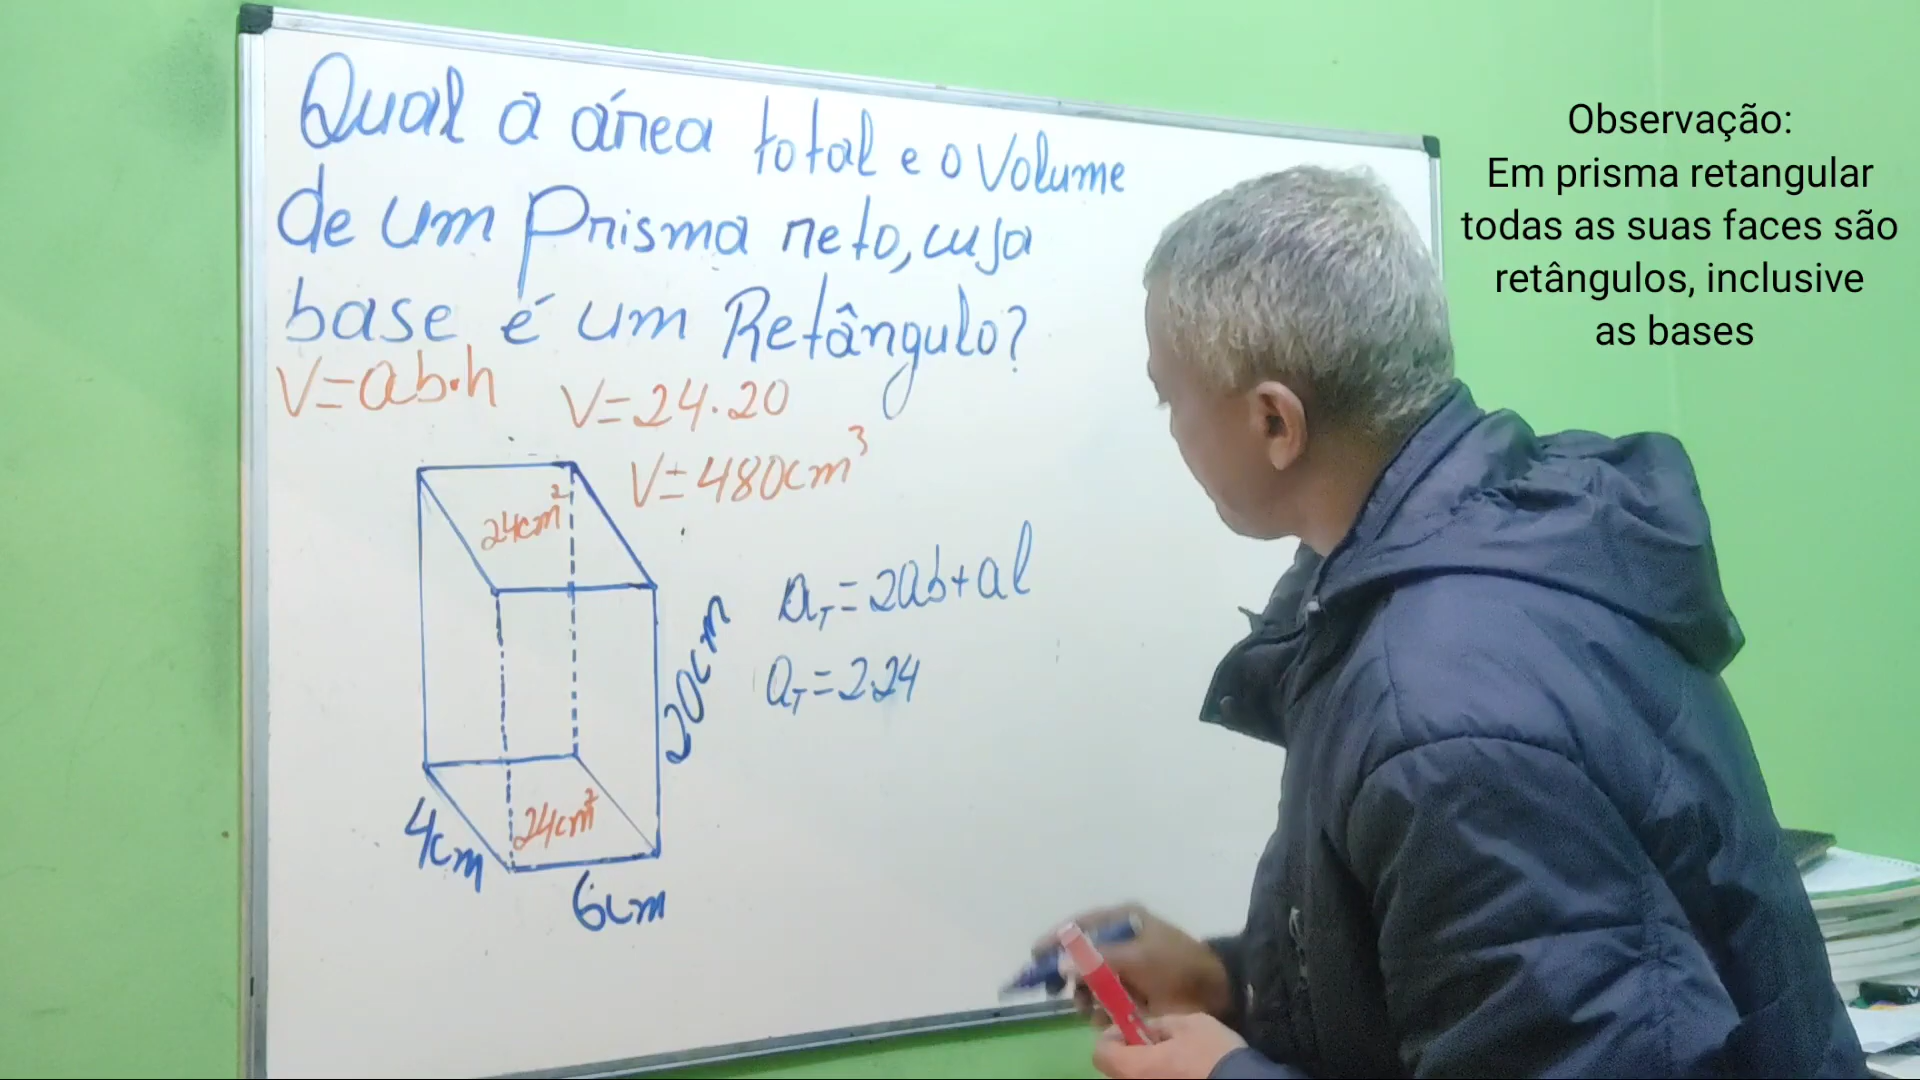 Qual a área total e o Volume
de um Prisma reto, cuja
base é um Retângulo?
V=ab.h
V=24.20
V=480cm³
24cm²
aT=2ab+al
aT=2.24
20cm
24cm²
4cm
6cm
Observação:
Em prisma retangular
todas as suas faces são
retângulos, inclusive
as bases